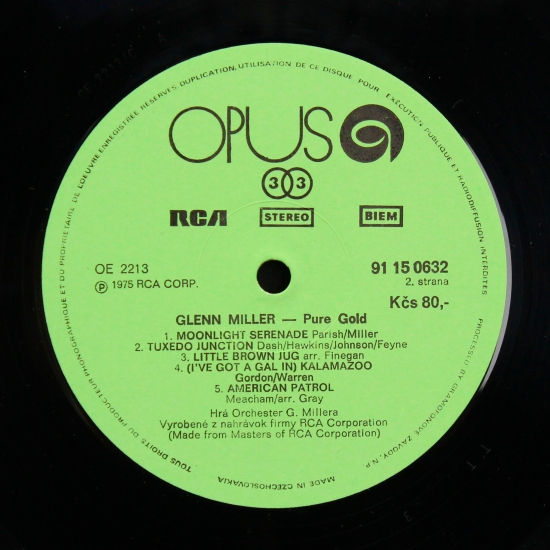 TOUS DROITS DU PRODUCTEUR PHONOGRAPHIQUE ET DU PROPRIETAIRE DE L'OEUVRE ENREGISTREE RESERVES. DUPLICATION, UTILISATION DE CE DISQUE POUR EXÉCUTION PUBLIQUE ET RADIODIFFUSION INTERDITES
OPUS
33
RCA STEREO BIEM
OE 2213 91 15 0632
Ⓟ 1975 RCA CORP. 2. strana
Kčs 80,-
GLENN MILLER — Pure Gold
1. MOONLIGHT SERENADE Parish/Miller
2. TUXEDO JUNCTION Dash/Hawkins/Johnson/Feyne
3. LITTLE BROWN JUG arr. Finegan
4. (I'VE GOT A GAL IN) KALAMAZOO
Gordon/Warren
5. AMERICAN PATROL
Meacham/arr. Gray
Hrá Orchester G. Millera
Vyrobené z nahrávok firmy RCA Corporation
(Made from Masters of RCA Corporation)
PROCESSED BY GRAMOFONOVÉ ZÁVODY, N.P.
MADE IN CZECHOSLOVAKIA